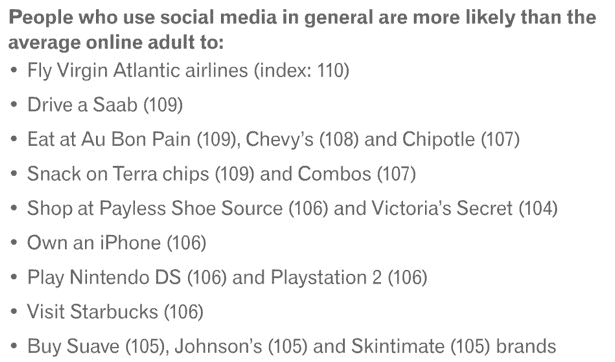 People who use social media in general are more likely than the
average online adult to:
• Fly Virgin Atlantic airlines (index: 110)
• Drive a Saab (109)
• Eat at Au Bon Pain (109), Chevy's (108) and Chipotle (107)
• Snack on Terra chips (109) and Combos (107)
• Shop at Payless Shoe Source (106) and Victoria's Secret (104)
• Own an iPhone (106)
• Play Nintendo DS (106) and Playstation 2 (106)
• Visit Starbucks (106)
• Buy Suave (105), Johnson's (105) and Skintimate (105) brands